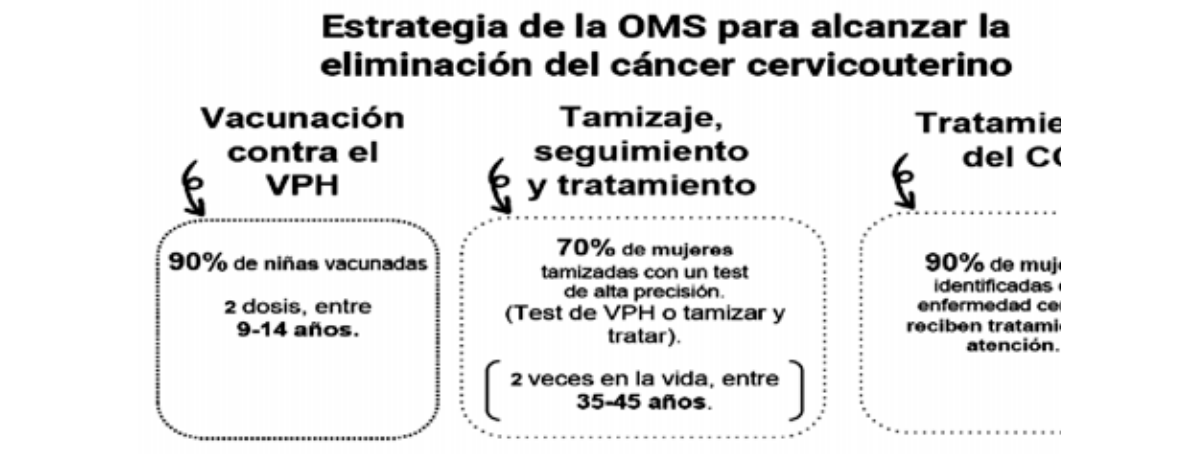 Estrategia de la OMS para alcanzar la
eliminación del cáncer cervicouterino
Vacunación
contra el
VPH
90% de niñas vacunadas
2 dosis, entre
9-14 años.
Tamizaje,
seguimiento
y tratamiento
70% de mujeres
tamizadas con un test
de alta precisión.
(Test de VPH o tamizar y
tratar).
2 veces en la vida, entre
35-45 años.
del
90% de
identificadas
enfermedad
reciben
atención.